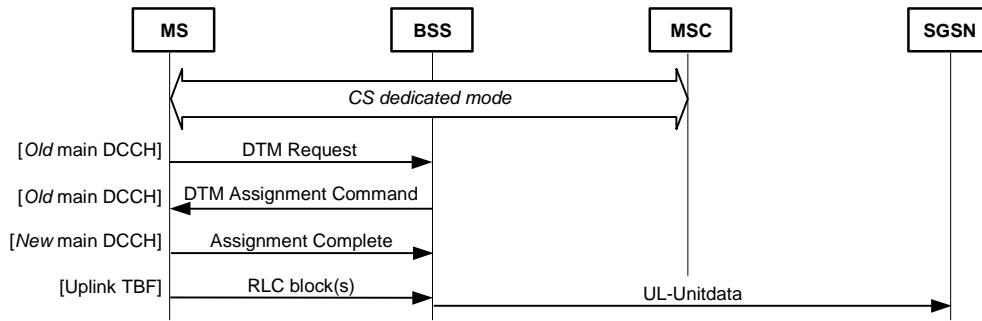 MS BSS MSC SGSN
CS dedicated mode
[Old main DCCH] DTM Request
[Old main DCCH] DTM Assignment Command
[New main DCCH] Assignment Complete
[Uplink TBF] RLC block(s) UL-Unitdata